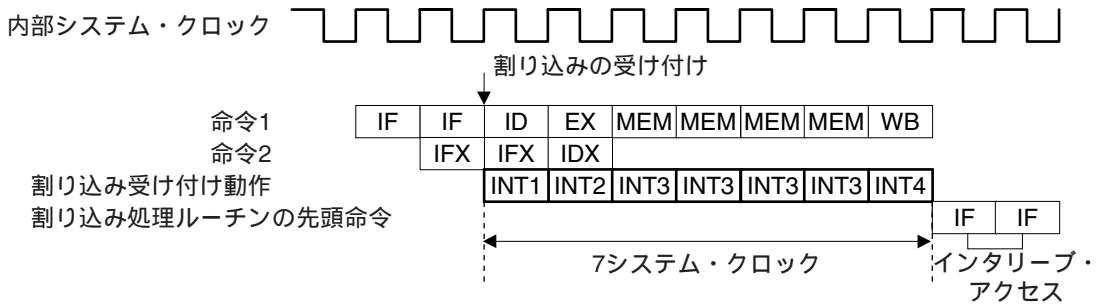 内部システム・クロック
割り込みの受け付け
命令1 IF IF ID EX MEM MEM MEM MEM WB
命令2 IFX IFX IDX
割り込み受け付け動作 INT1 INT2 INT3 INT3 INT3 INT3 INT4
割り込み処理ルーチンの先頭命令 IF IF
7システム・クロック
インタリーブ・
アクセス